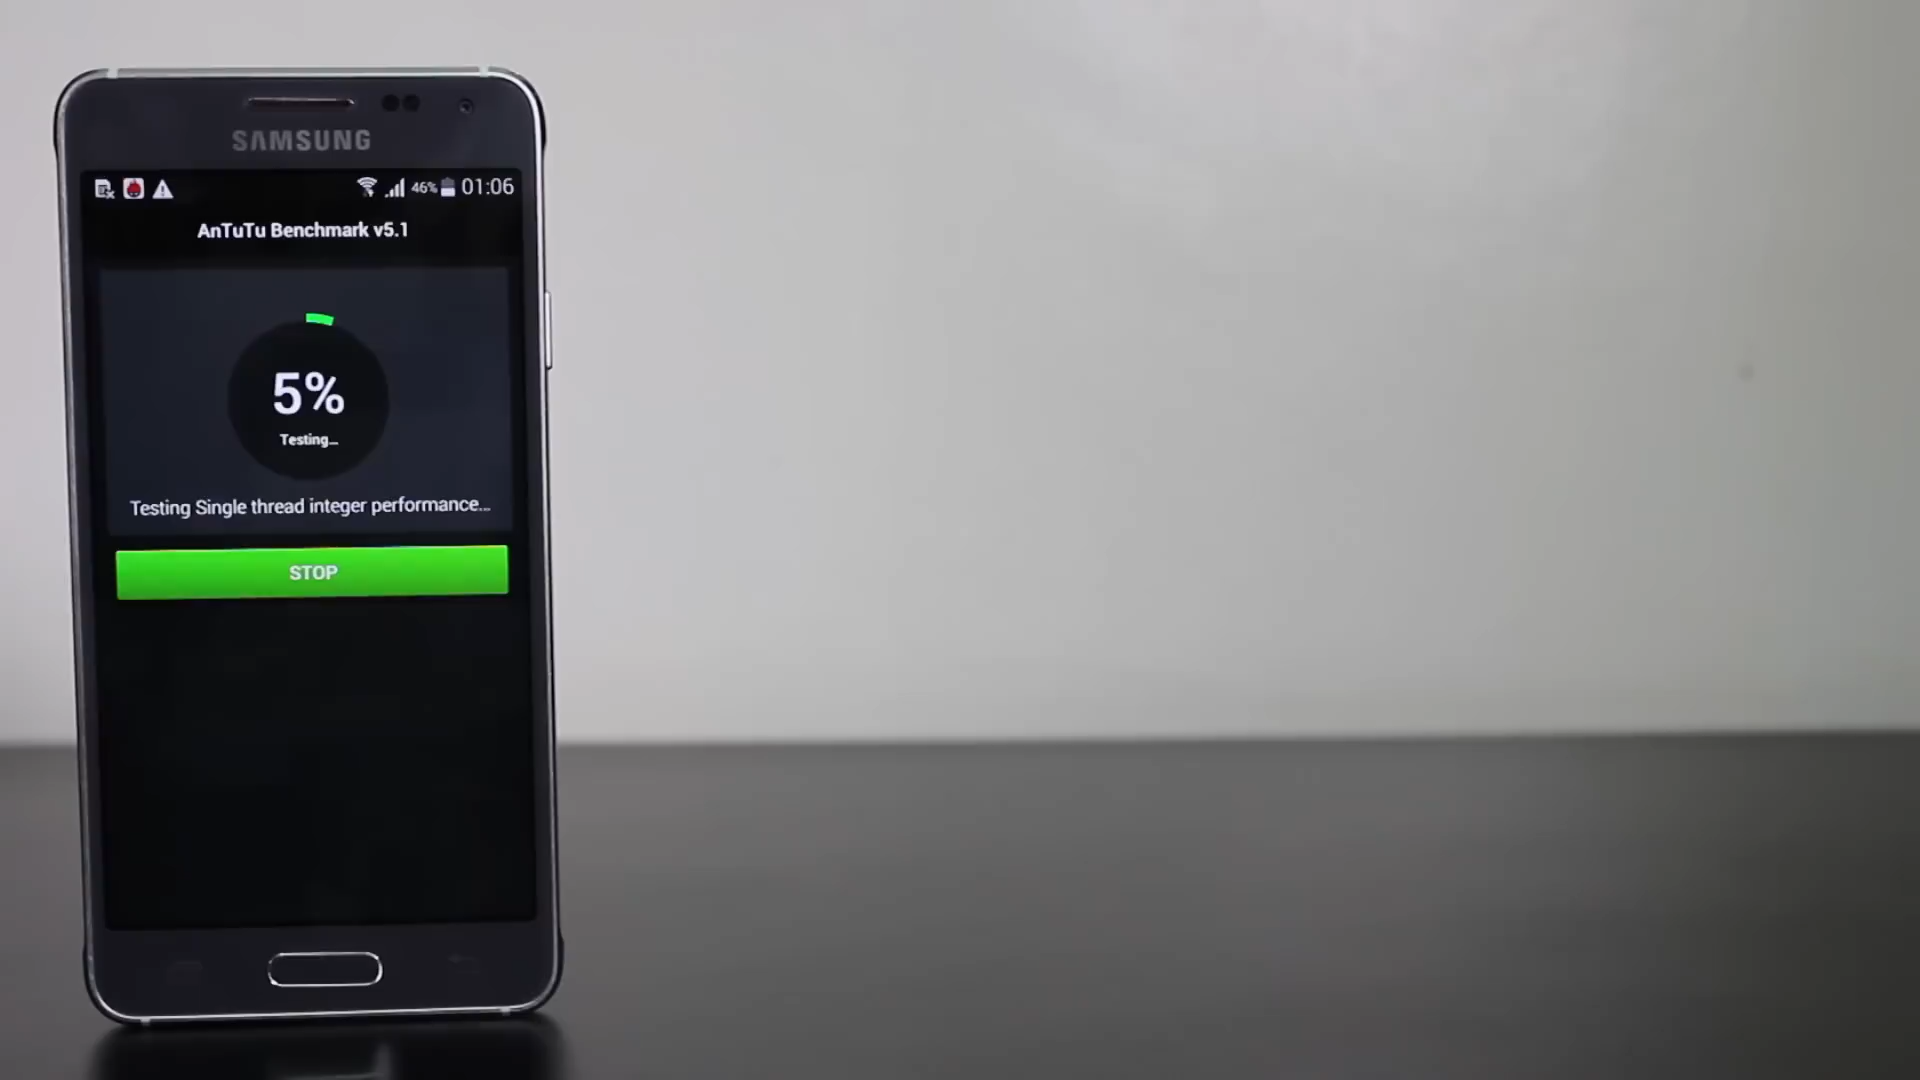 SAMSUNG
46% 01:06
AnTuTu Benchmark v5.1
5%
Testing...
Testing Single thread integer performance...
STOP